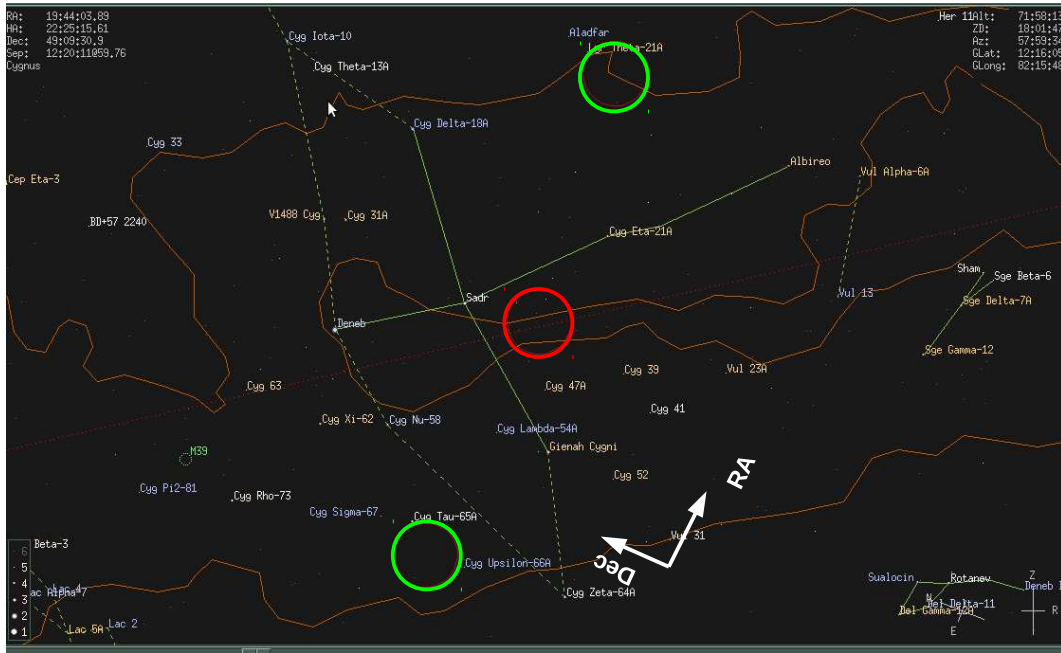 RA: 19:44:03.89
HA: 22:25:15.61
Dec: 49:09:30.9
Sep: 12:20:11059.76
Cygnus
Her 11Alt: 71:58:13
ZD: 18:01:47
Az: 57:59:34
GLat: 12:16:09
GLong: 82:15:48
Aladfar
Cyg Iota-10
Lyr Theta-21A
Cyg Theta-13A
Cyg Delta-18A
Cyg 33
Albireo
Vul Alpha-6A
Cep Eta-3
V1488 Cyg
Cyg 31A
BD+57 2240
Cyg Eta-21A
Sham
Sge Beta-6
Vul 13
Sadr
Sge Delta-7A
Deneb
Sge Gamma-12
Cyg 39
Vul 23A
Cyg 63
Cyg 47A
Cyg 41
Cyg Xi-62
Cyg Nu-58
Cyg Lambda-54A
Gienah Cygni
M39
RA
Cyg 52
Cyg Pi2-81
Cyg Rho-73
Cyg Sigma-67
Cyg Tau-65A
Vul 31
Beta-3
6
5
4
3
2
1
Cyg Upsilon-66A
Dec
Cyg Zeta-64A
Sualocin
Rotanev
Z
Deneb
Lac 4
ac Alpha-7
N
Del Delta-11
R
Lac 5A
Lac 2
E